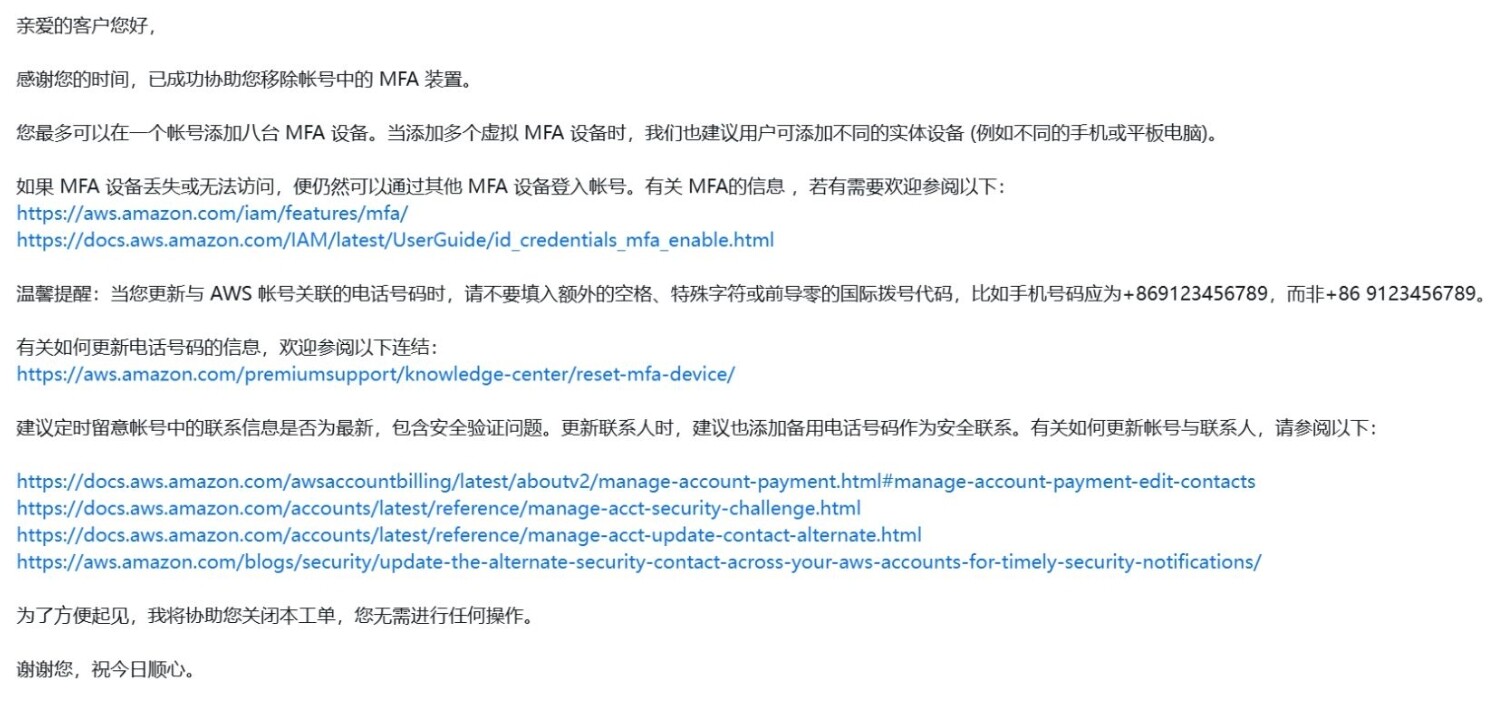 亲爱的客户您好，
感谢您的时间，已成功协助您移除帐号中的 MFA 装置。
您最多可以在一个帐号添加八台 MFA 设备。当添加多个虚拟 MFA 设备时，我们也建议用户可添加不同的实体设备 (例如不同的手机或平板电脑)。
如果 MFA 设备丢失或无法访问，便仍然可以通过其他 MFA 设备登入帐号。有关 MFA的信息 ，若有需要欢迎参阅以下：
https://aws.amazon.com/iam/features/mfa/
https://docs.aws.amazon.com/IAM/latest/UserGuide/id_credentials_mfa_enable.html
温馨提醒：当您更新与 AWS 帐号关联的电话号码时，请不要填入额外的空格、特殊字符或前导零的国际拨号代码，比如手机号码应为+869123456789，而非+86 9123456789。
有关如何更新电话号码的信息，欢迎参阅以下连结：
https://aws.amazon.com/premiumsupport/knowledge-center/reset-mfa-device/
建议定时留意帐号中的联系信息是否为最新，包含安全验证问题。更新联系人时，建议也添加备用电话号码作为安全联系。有关如何更新帐号与联系人，请参阅以下：
https://docs.aws.amazon.com/awsaccountbilling/latest/aboutv2/manage-account-payment.html#manage-account-payment-edit-contacts
https://docs.aws.amazon.com/accounts/latest/reference/manage-acct-security-challenge.html
https://docs.aws.amazon.com/accounts/latest/reference/manage-acct-update-contact-alternate.html
https://aws.amazon.com/blogs/security/update-the-alternate-security-contact-across-your-aws-accounts-for-timely-security-notifications/
为了方便起见，我将协助您关闭本工单，您无需进行任何操作。
谢谢您，祝今日顺心。